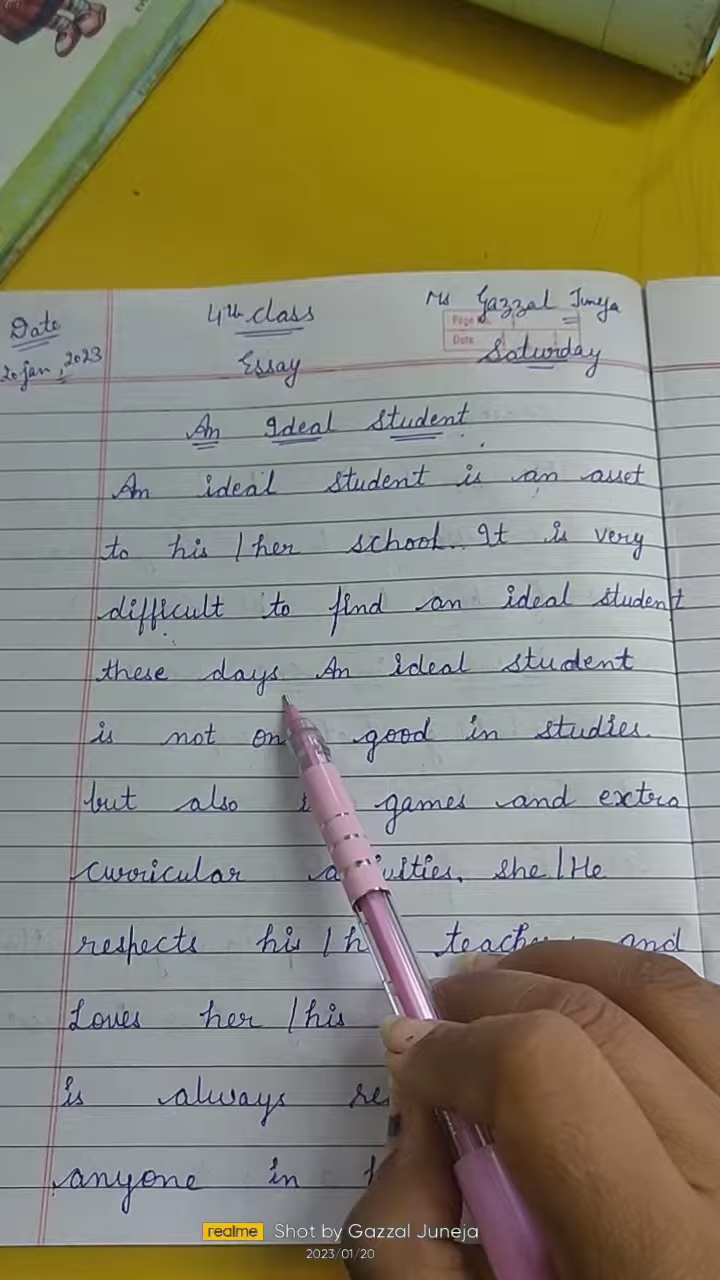 Date
20 jan, 2023
4th class
Ms Gazzal Juneja
Page
Date
Saturday
Essay
An Ideal Student
An ideal student is an asset
to his / her school. It is very
difficult to find an ideal student
these days An ideal student
is not good in studies.
but also games and extra
curricular she / He
respects his / and
Loves her / his
is always
anyone in
realme Shot by Gazzal Juneja
2023/01/20